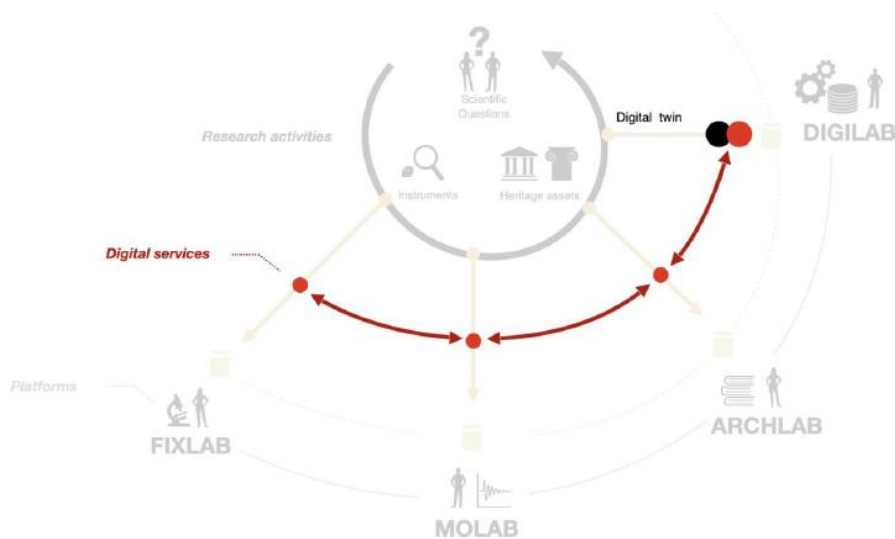 ?
Scientific
Questions
Digital twin
DIGILAB
Research activities
Instruments
Heritage assets
Digital services
Platforms
FIXLAB
ARCHLAB
MOLAB